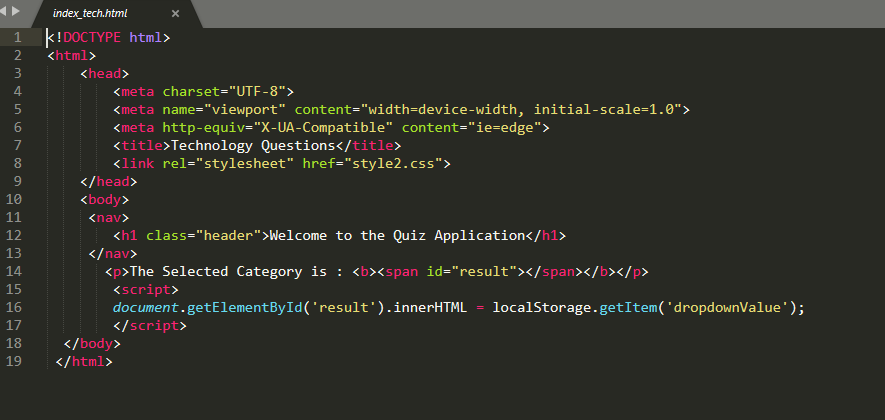 index_tech.html ×
1 <!DOCTYPE html>
2 <html>
3     <head>
4         <meta charset="UTF-8">
5         <meta name="viewport" content="width=device-width, initial-scale=1.0">
6         <meta http-equiv="X-UA-Compatible" content="ie=edge">
7         <title>Technology Questions</title>
8         <link rel="stylesheet" href="style2.css">
9     </head>
10     <body>
11      <nav>
12         <h1 class="header">Welcome to the Quiz Application</h1>
13      </nav>
14        <p>The Selected Category is : <b><span id="result"></span></b></p>
15         <script>
16         document.getElementById('result').innerHTML = localStorage.getItem('dropdownValue');
17         </script>
18   </body>
19  </html>